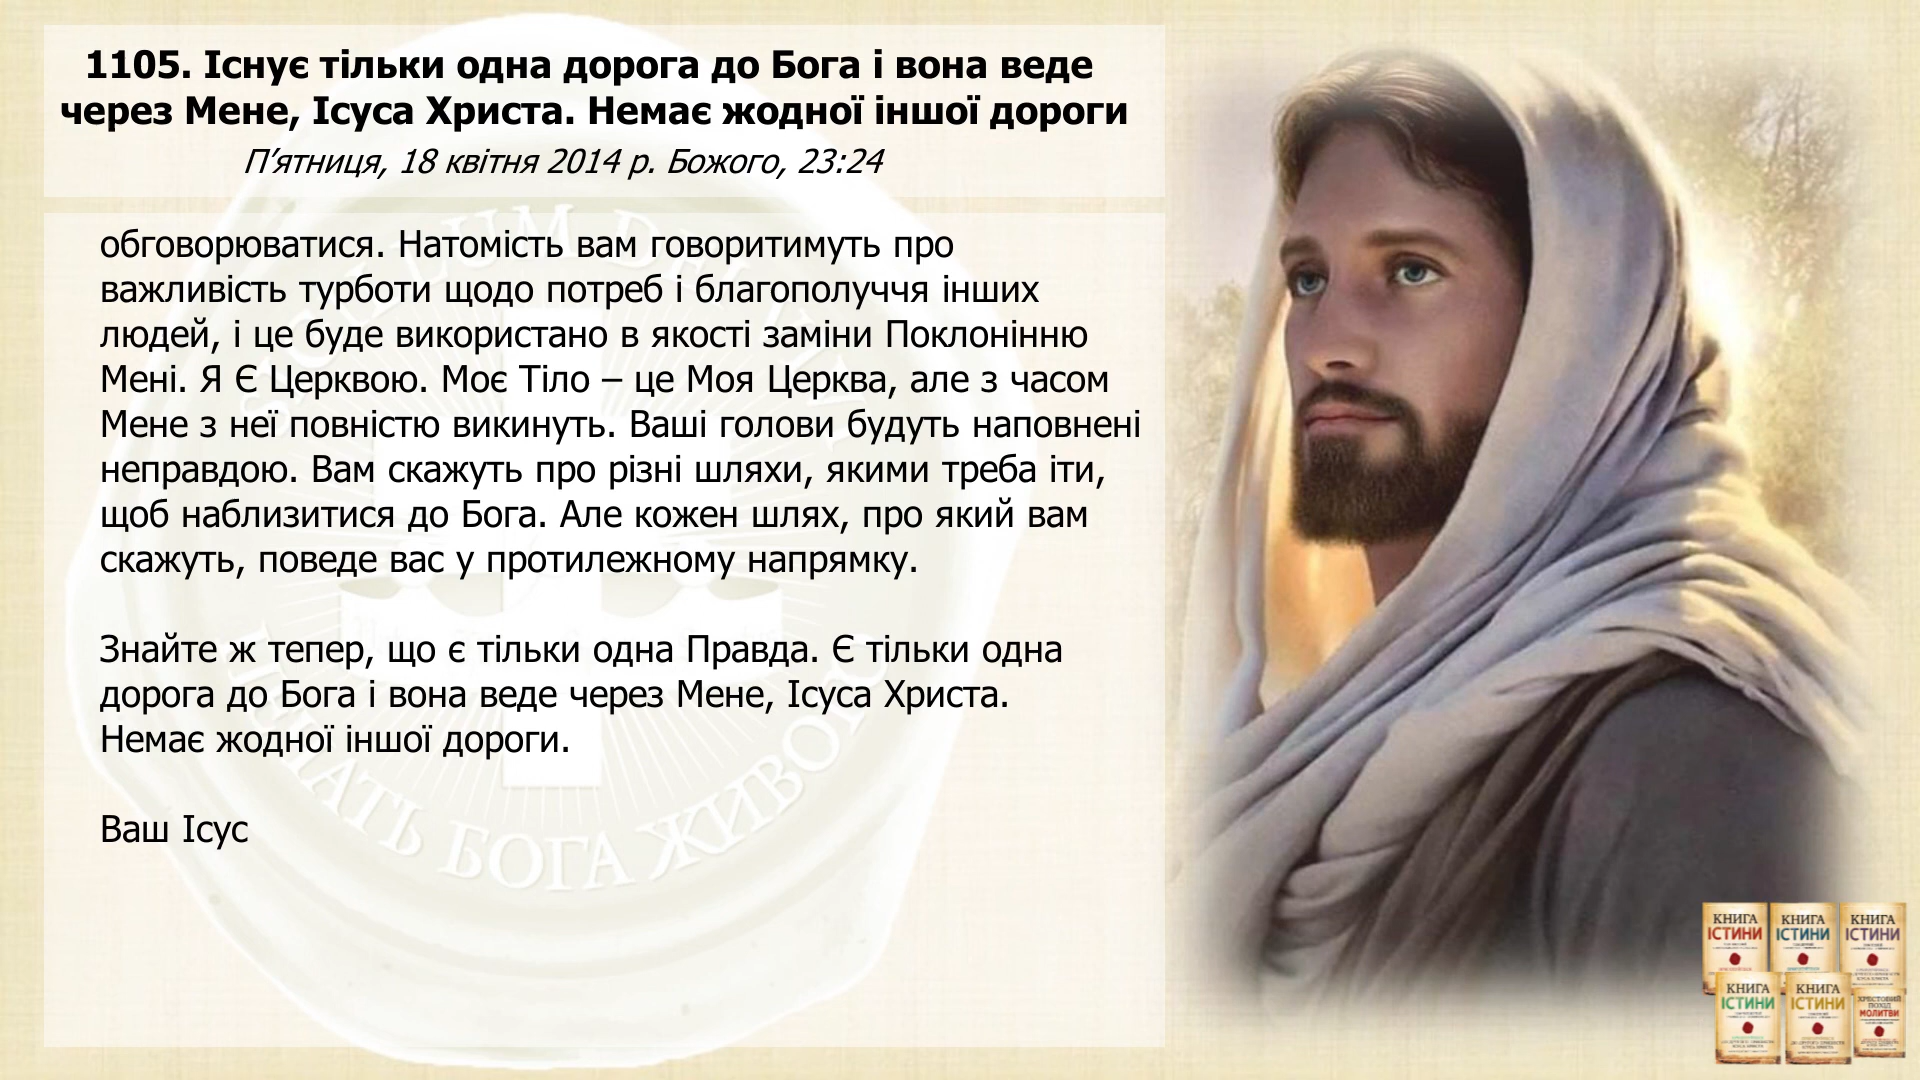 1105. Існує тільки одна дорога до Бога і вона веде
через Мене, Ісуса Христа. Немає жодної іншої дороги
П’ятниця, 18 квітня 2014 р. Божого, 23:24
обговорюватися. Натомість вам говоритимуть про
важливість турботи щодо потреб і благополуччя інших
людей, і це буде використано в якості заміни Поклонінню
Мені. Я Є Церквою. Моє Тіло – це Моя Церква, але з часом
Мене з неї повністю викинуть. Ваші голови будуть наповнені
неправдою. Вам скажуть про різні шляхи, якими треба іти,
щоб наблизитися до Бога. Але кожен шлях, про який вам
скажуть, поведе вас у протилежному напрямку.
Знайте ж тепер, що є тільки одна Правда. Є тільки одна
дорога до Бога і вона веде через Мене, Ісуса Христа.
Немає жодної іншої дороги.
Ваш Ісус
БОГА ЖИВОГО
КНИГА ІСТИНИ
КНИГА ІСТИНИ
КНИГА ІСТИНИ
КНИГА ІСТИНИ
КНИГА ІСТИНИ
ХРЕСТОВИЙ ПОХІД МОЛИТВИ